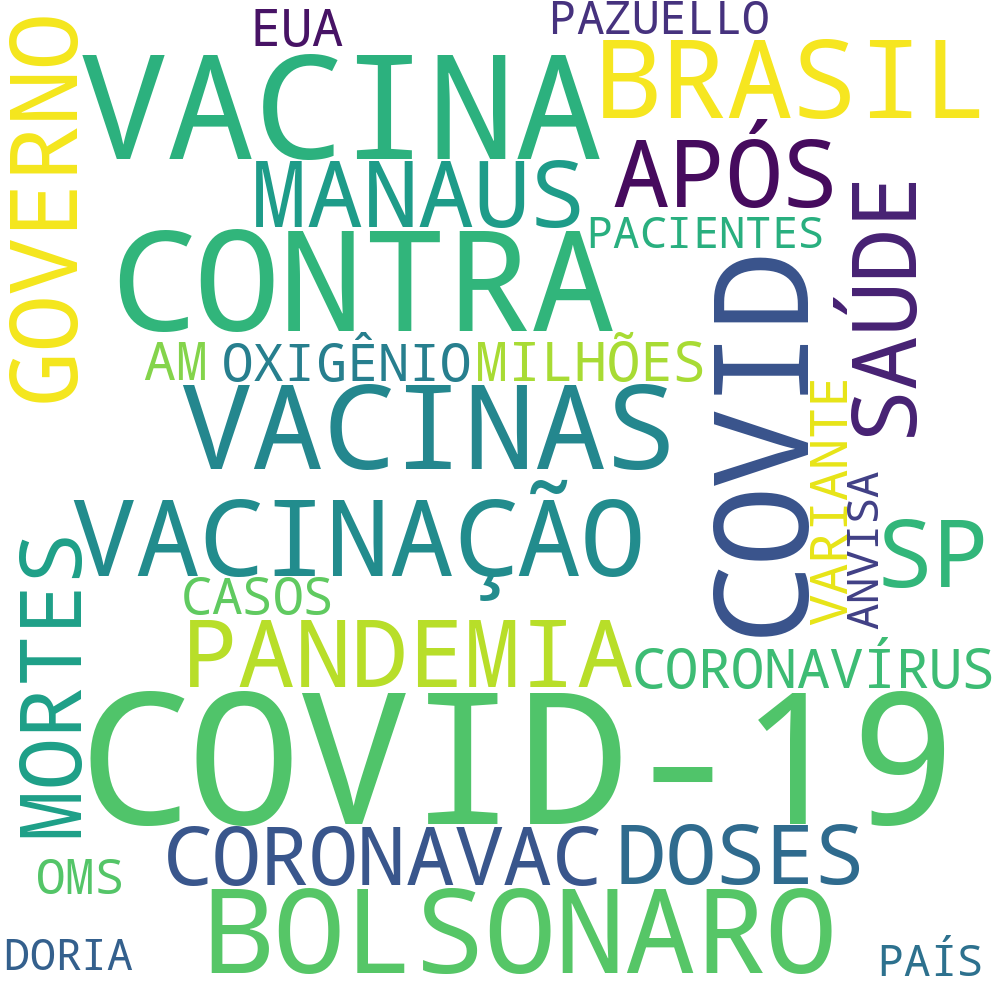 EUA
PAZUELLO
GOVERNO
VACINA
BRASIL
MANAUS
APÓS
PACIENTES
SAÚDE
CONTRA
COVID
AM
OXIGÊNIO
MILHÕES
VACINAS
VARIANTE
ANVISA
VACINAÇÃO
SP
MORTES
CASOS
PANDEMIA
CORONAVÍRUS
COVID-19
CORONAVAC
DOSES
OMS
BOLSONARO
DORIA
PAÍS